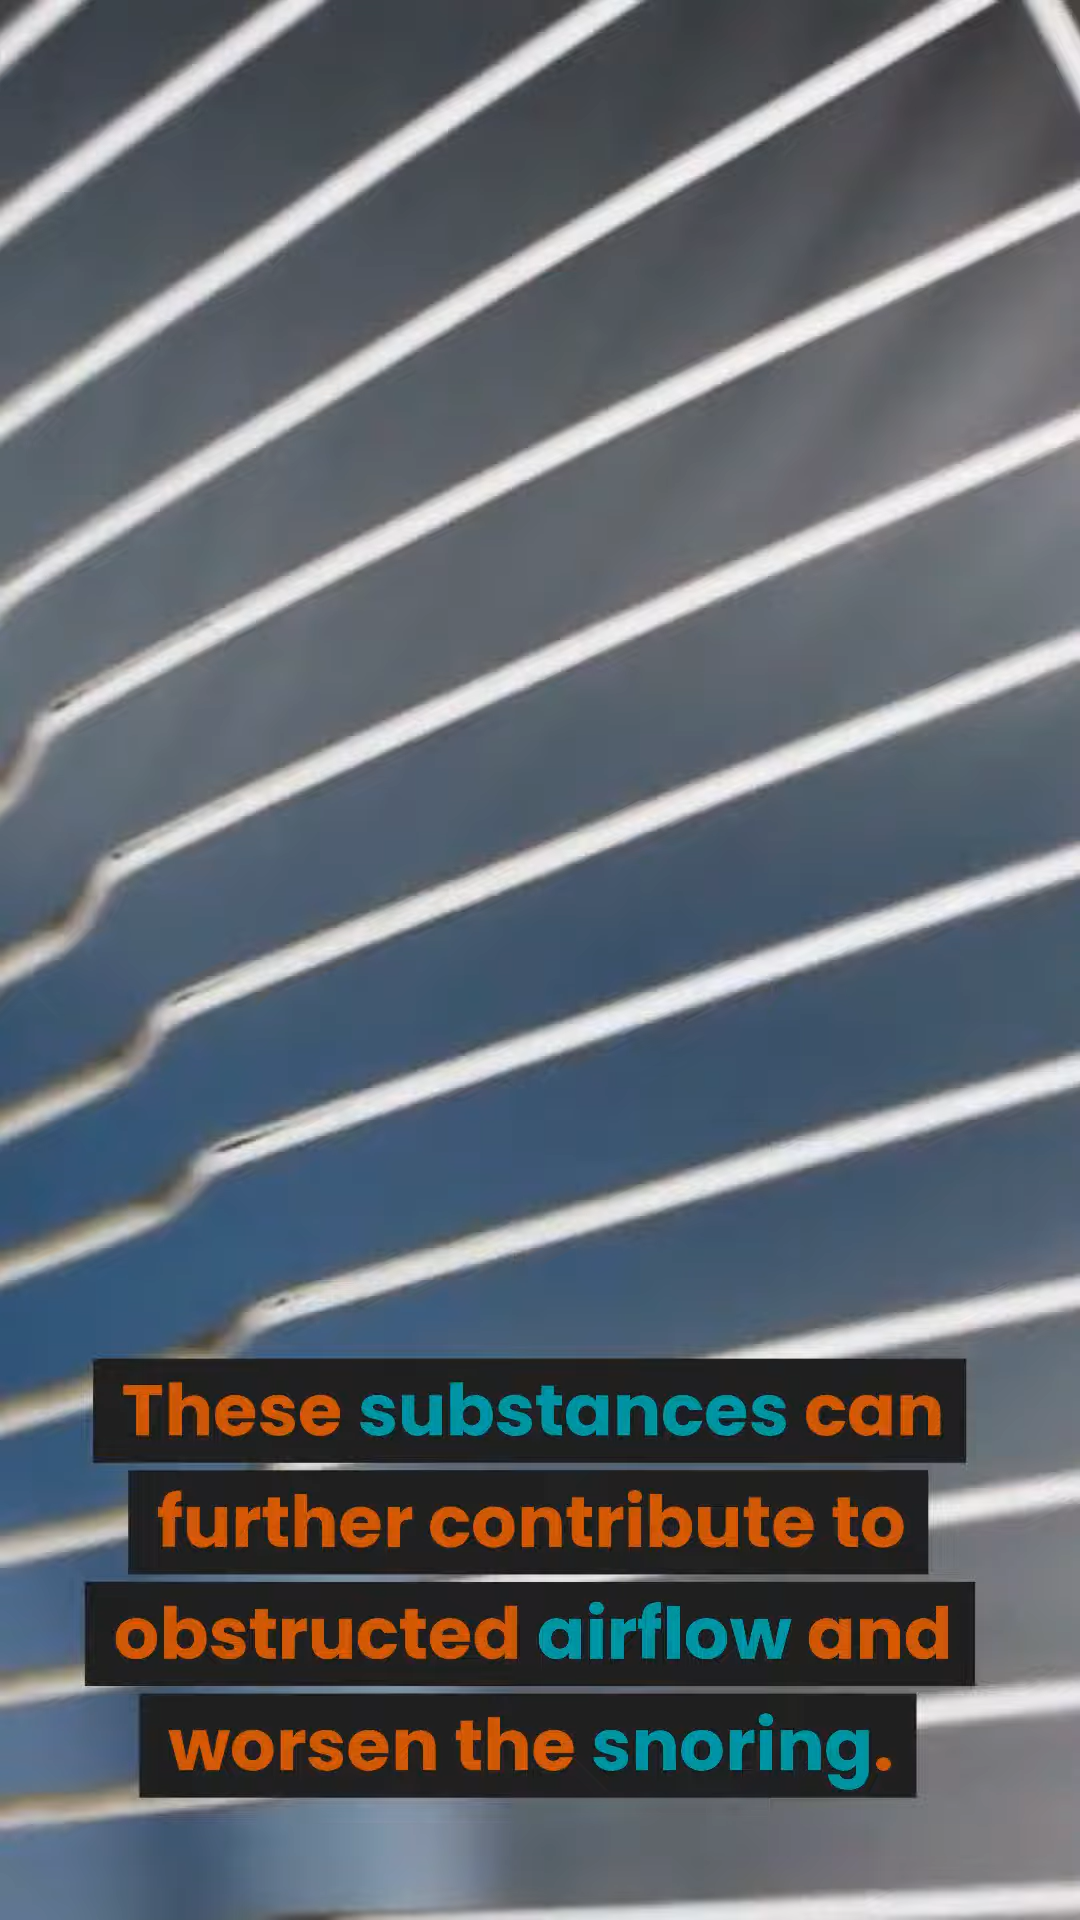 These substances can
further contribute to
obstructed airflow and
worsen the snoring.